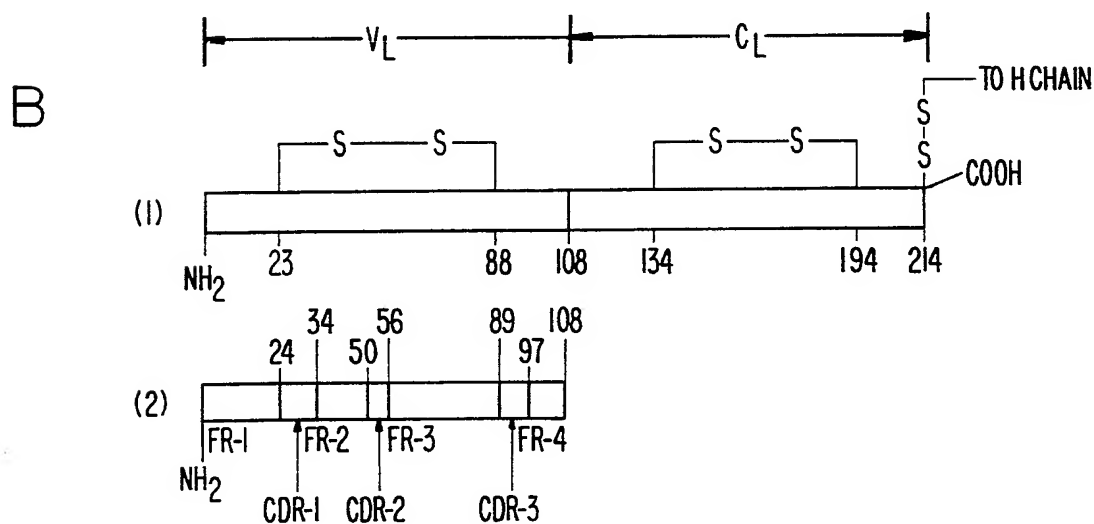 V_L C_L
B
TO H CHAIN
S
S
S S S S
COOH
(1)
NH2 23 88 108 134 194 214
34 56 89 108
24 50 97
(2)
FR-1 FR-2 FR-3 FR-4
NH2
CDR-1 CDR-2 CDR-3